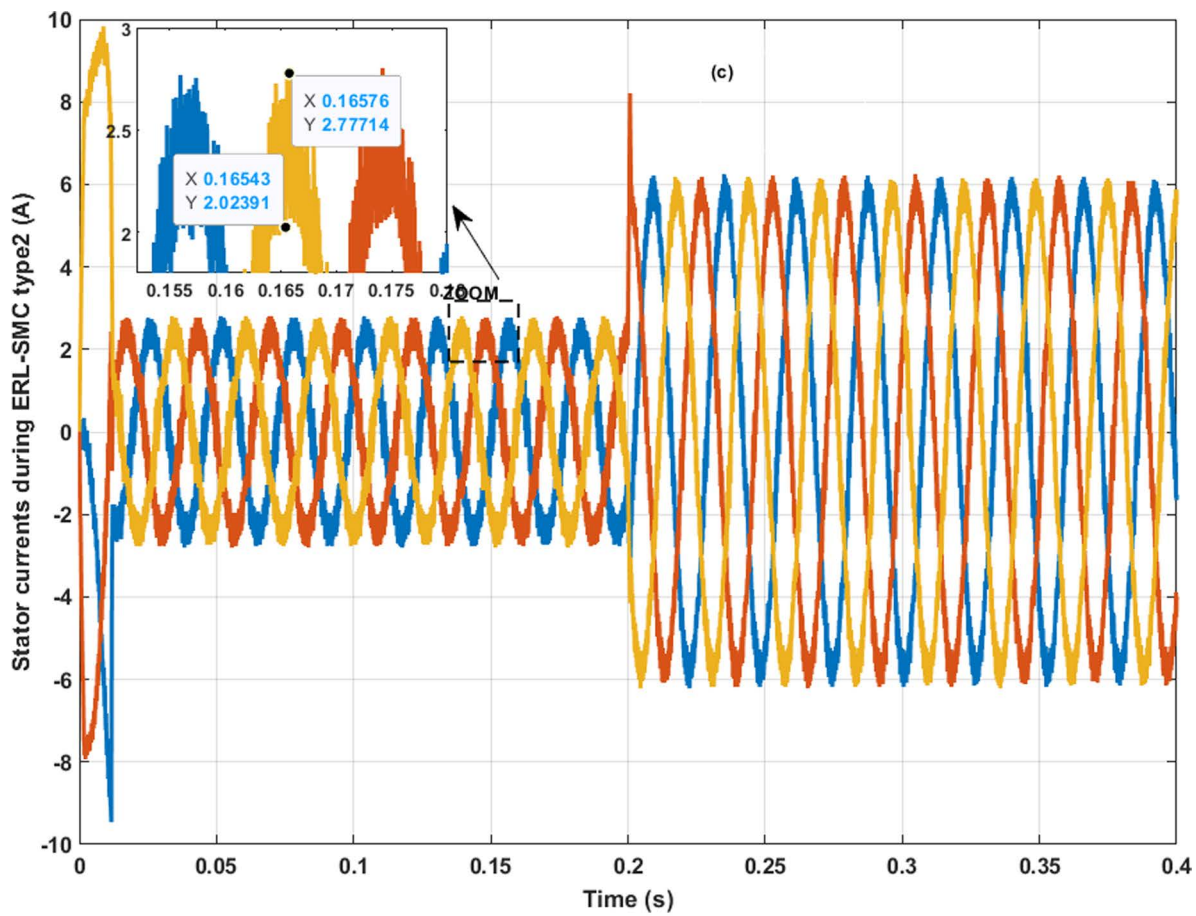 10
8
6
4
2
0
-2
-4
-6
-8
-10
Stator currents during ERL-SMC type2 (A)
3
2.5
2
(c)
X 0.16576
Y 2.77714
X 0.16543
Y 2.02391
0.155 0.16 0.165 0.17 0.175
ZOOM
0 0.05 0.1 0.15 0.2 0.25 0.3 0.35 0.4
Time (s)